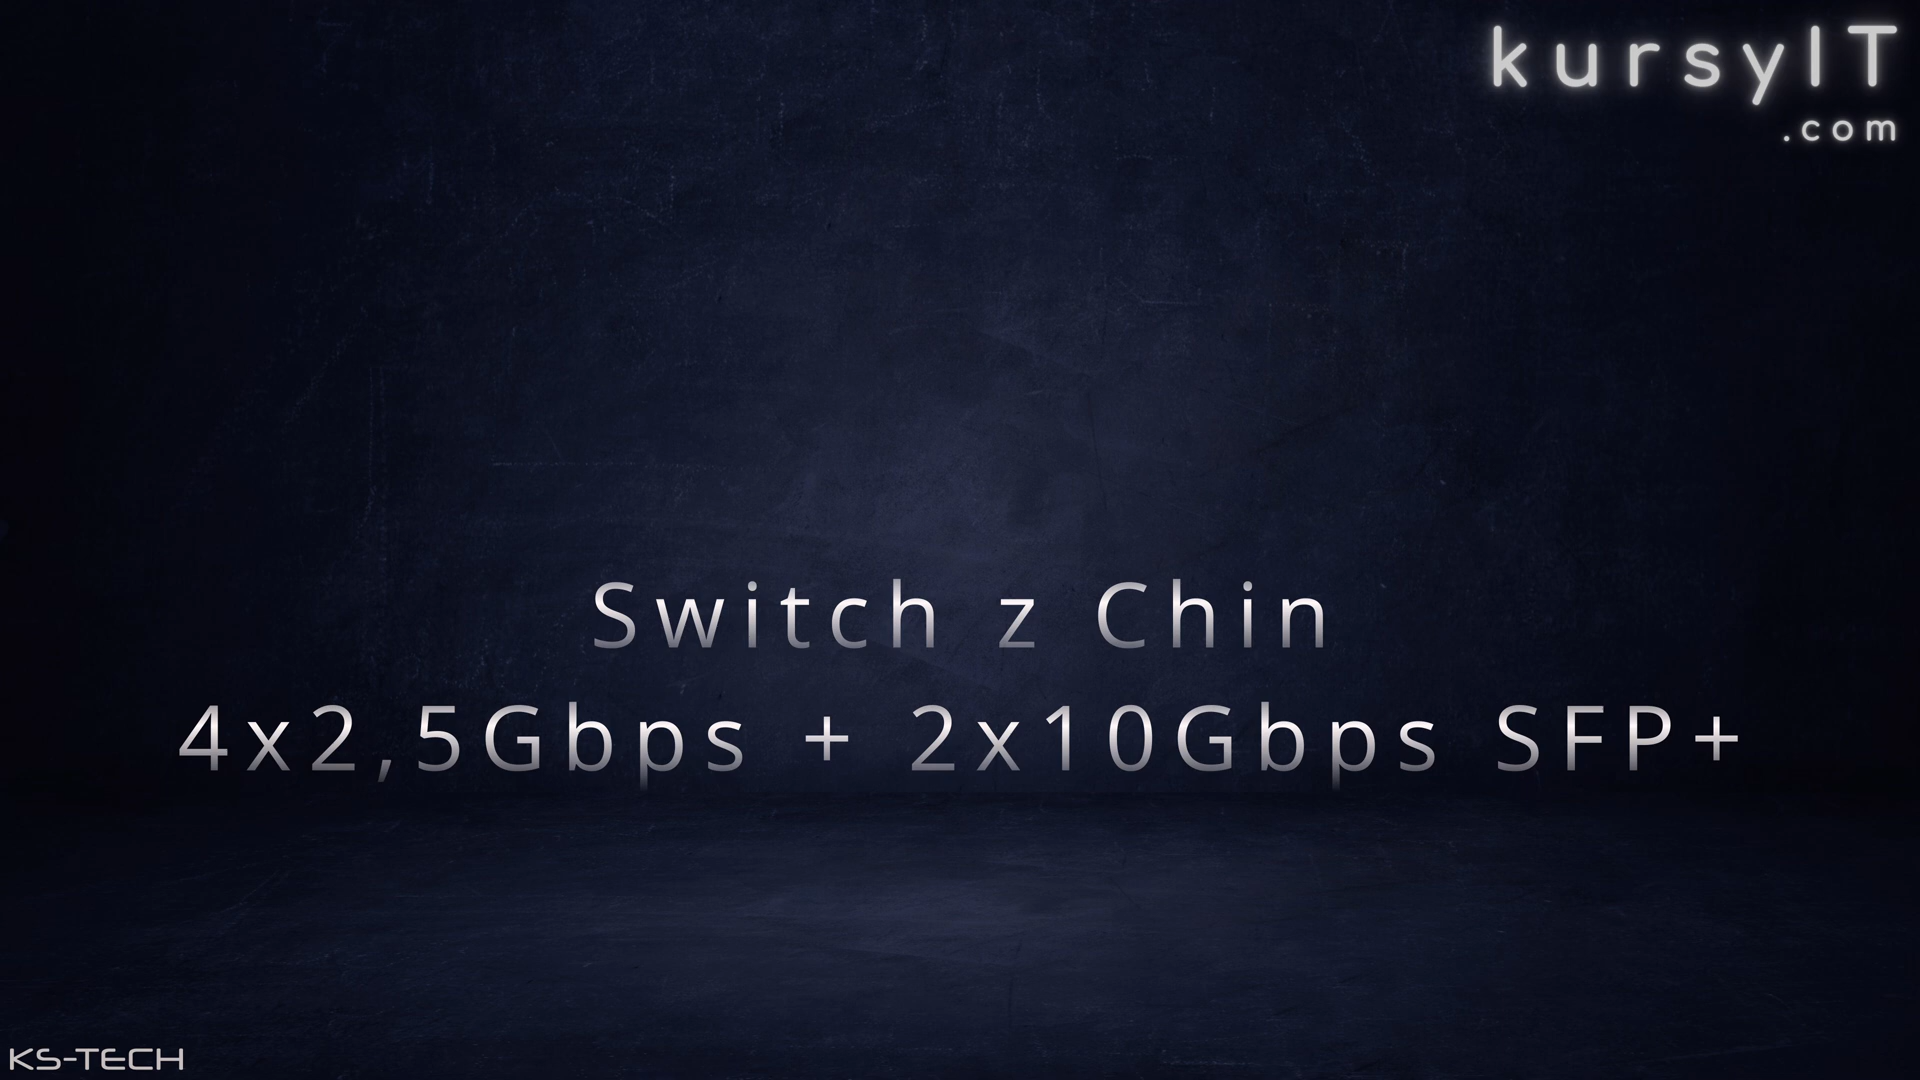 kursyIT
.com
Switch z Chin
4x2,5Gbps + 2x10Gbps SFP+
KS-TECH